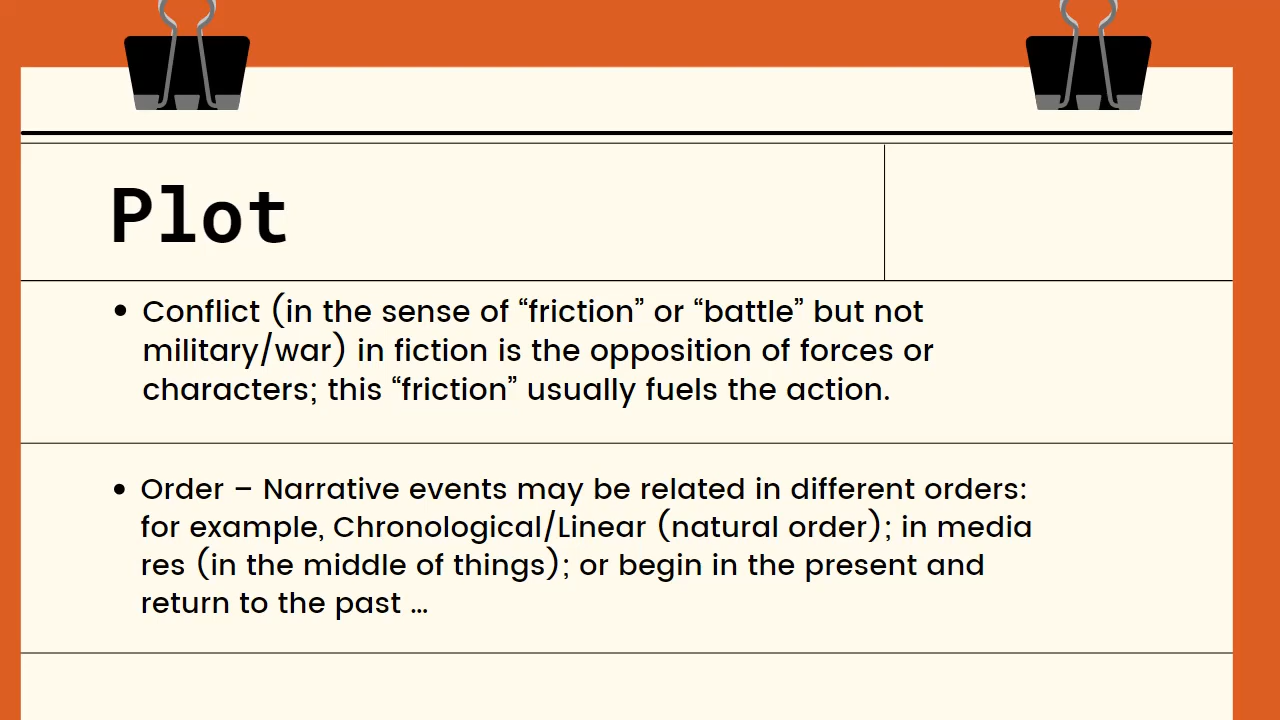 Plot
• Conflict (in the sense of “friction” or “battle” but not
military/war) in fiction is the opposition of forces or
characters; this “friction” usually fuels the action.
• Order – Narrative events may be related in different orders:
for example, Chronological/Linear (natural order); in media
res (in the middle of things); or begin in the present and
return to the past …